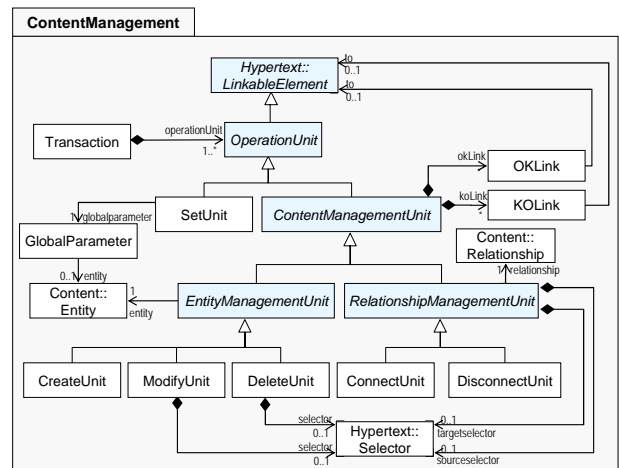 ContentManagement
Hypertext::
LinkableElement
to
0..1
to
0..1
Transaction
operationUnit
1..*
OperationUnit
okLink
OKLink
koLink
*
KOLink
SetUnit
ContentManagementUnit
1 globalparameter
GlobalParameter
Content::
Relationship
1 relationship
0..1 entity
Content::
Entity
1
entity
EntityManagementUnit
RelationshipManagementUnit
CreateUnit
ModifyUnit
DeleteUnit
ConnectUnit
DisconnectUnit
selector
0..1
selector
0..1
Hypertext::
Selector
0..1
targetselector
0..1
sourceselector